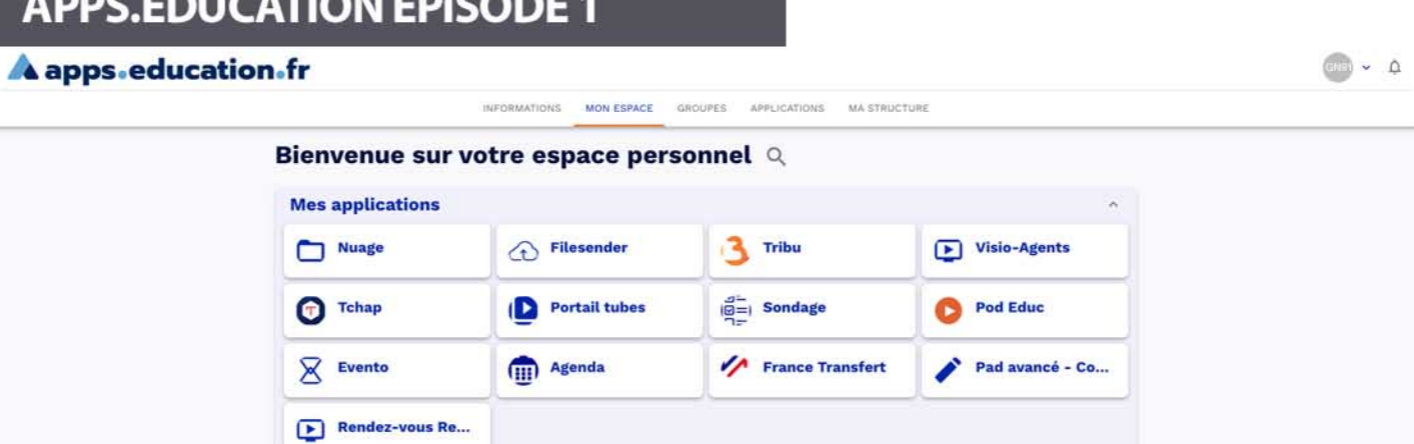 APPS.EDUCATION EPISODE 1
apps.education.fr
GNR1
INFORMATIONS MON ESPACE GROUPES APPLICATIONS MA STRUCTURE
Bienvenue sur votre espace personnel
Mes applications
Nuage Filesender Tribu Visio-Agents
Tchap Portail tubes Sondage Pod Educ
Evento Agenda France Transfert Pad avancé - Co...
Rendez-vous Re...